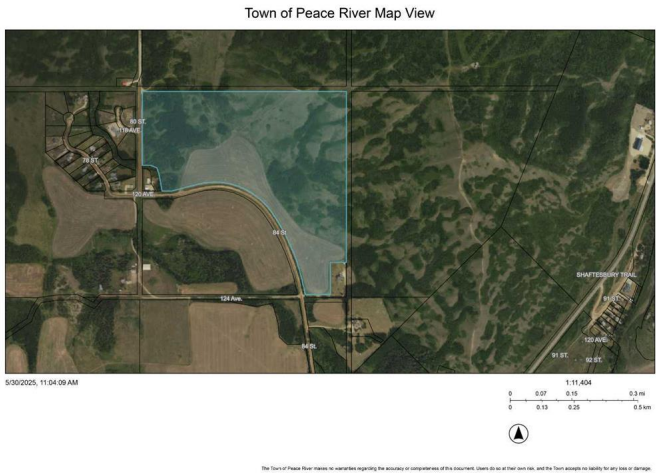 Town of Peace River Map View
80 ST.
118 AVE.
78 ST.
120 AVE.
84 St.
SHAFTESBURY TRAIL
91 ST.
124 Ave.
120 AVE.
84 St.
91 ST.
92 ST.
5/30/2025, 11:04:09 AM
1:11,404
0 0.07 0.15 0.3 mi
0 0.13 0.25 0.5 km
The Town of Peace River makes no warranties regarding the accuracy or completeness of this document. Users do so at their own risk, and the Town accepts no liability for any loss or damage.